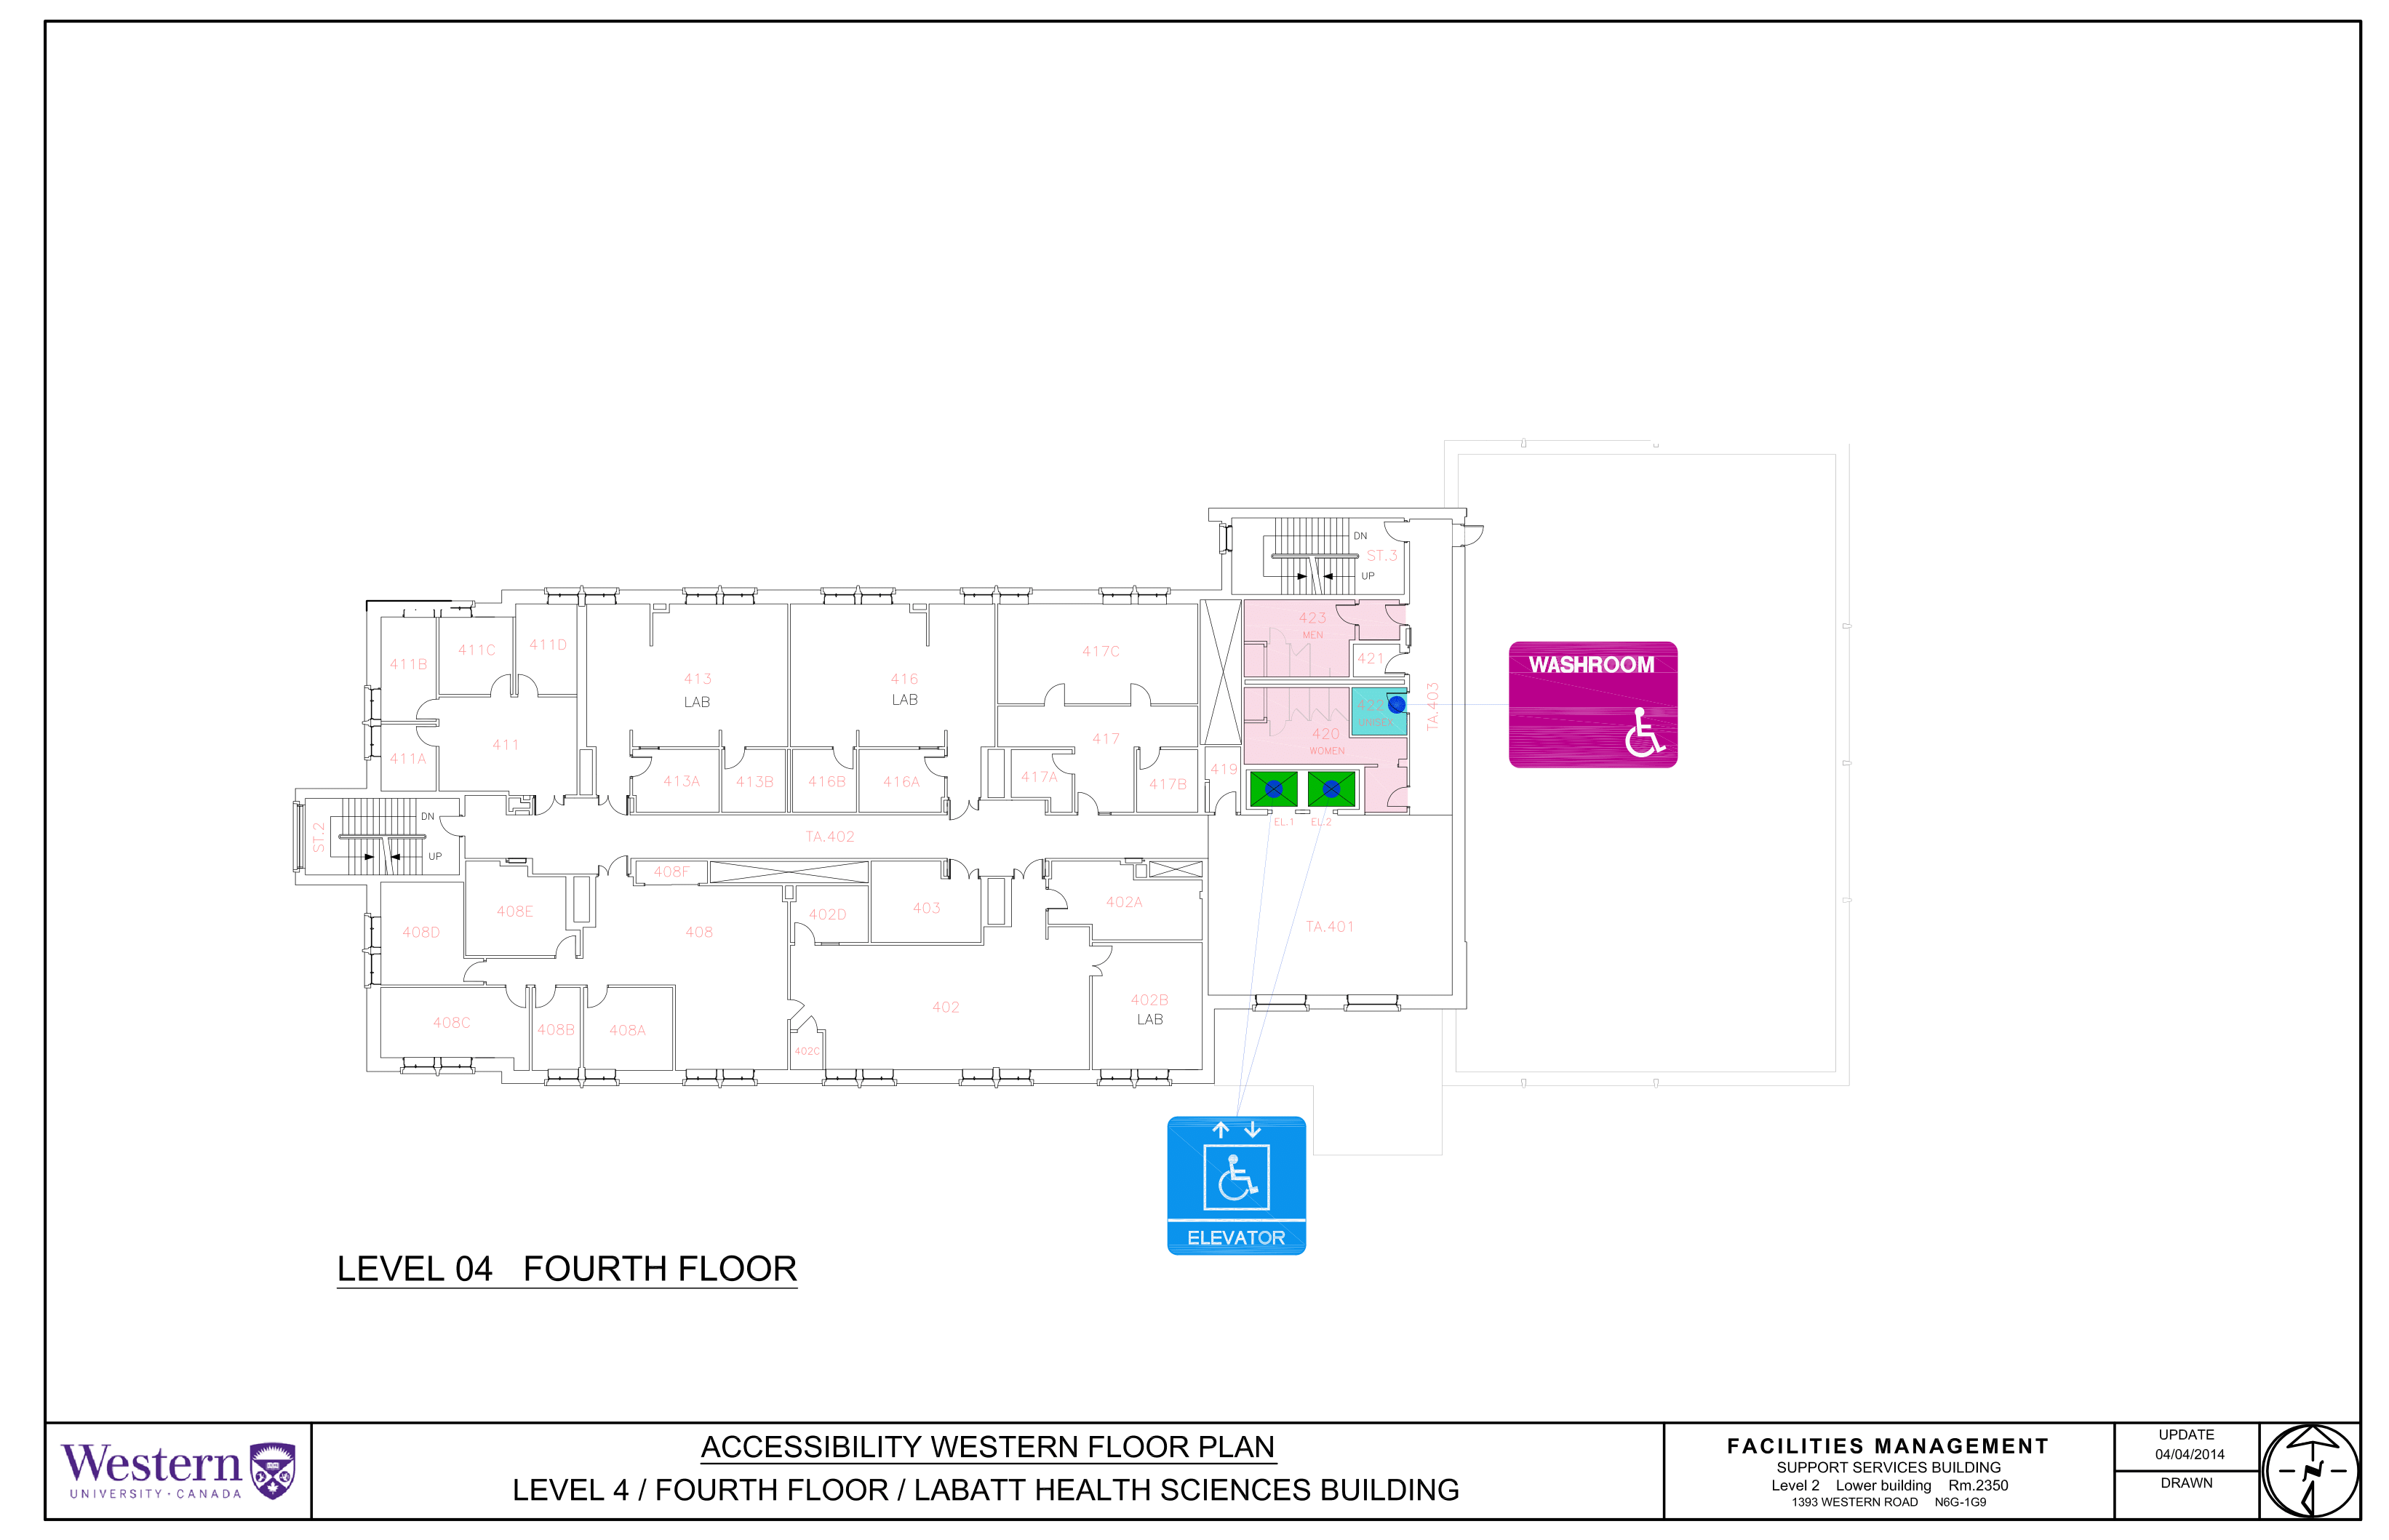 DN
ST.3
UP
423
MEN
411C
411D
411B
417C
421
413
LAB
416
LAB
WASHROOM
422
UNISEX
TA.403
420
WOMEN
411
417
411A
413A
413B
416B
416A
417A
417B
419
EL.1
EL.2
ST.2
DN
UP
TA.402
408F
408E
408D
408
402D
403
402A
TA.401
402
402B
LAB
408C
408B
408A
402C
ELEVATOR
LEVEL 04 FOURTH FLOOR
Western
UNIVERSITY · CANADA
ACCESSIBILITY WESTERN FLOOR PLAN
LEVEL 4 / FOURTH FLOOR / LABATT HEALTH SCIENCES BUILDING
FACILITIES MANAGEMENT
SUPPORT SERVICES BUILDING
Level 2 Lower building Rm.2350
1393 WESTERN ROAD N6G-1G9
UPDATE
04/04/2014
DRAWN
N